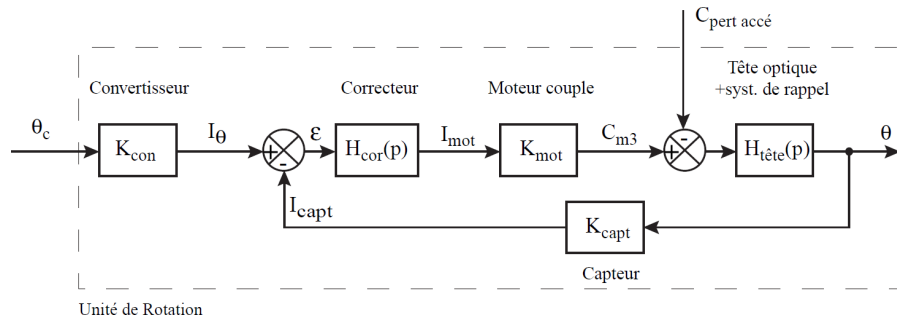 C_pert accé
Convertisseur
Correcteur
Moteur couple
Tête optique
+syst. de rappel
θ_c
K_con
I_θ
+
-
ε
H_cor(p)
I_mot
K_mot
C_m3
+
-
H_tête(p)
θ
I_capt
K_capt
Capteur
Unité de Rotation